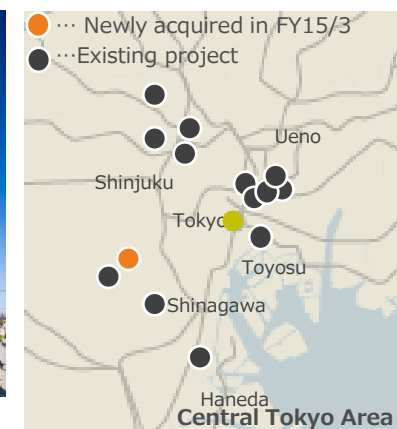 … Newly acquired in FY15/3
…Existing project
Ueno
Shinjuku
Tokyo
Toyosu
Shinagawa
Haneda
Central Tokyo Area